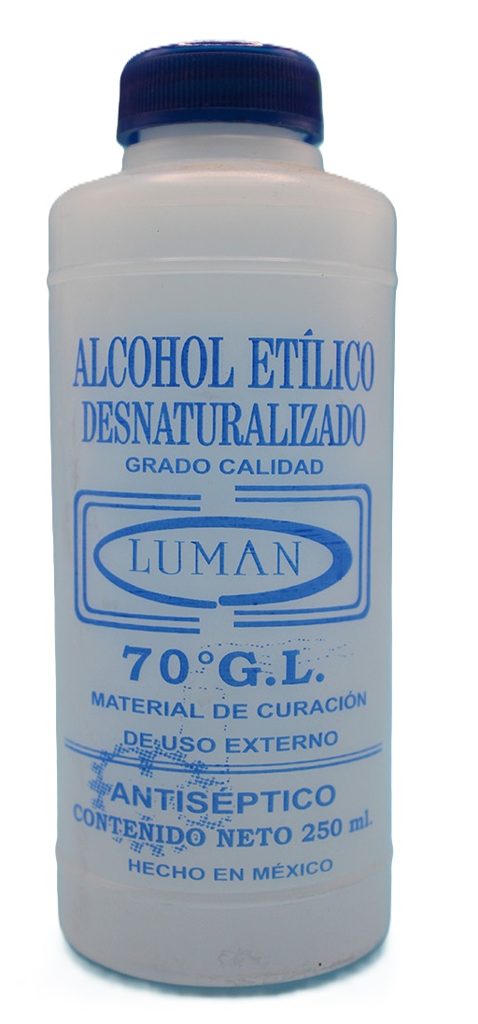 ALCOHOL ETÍLICO
DESNATURALIZADO
GRADO CALIDAD
LUMAN
70°G.L.
MATERIAL DE CURACIÓN
DE USO EXTERNO
ANTISÉPTICO
CONTENIDO NETO 250 ml.
HECHO EN MÉXICO